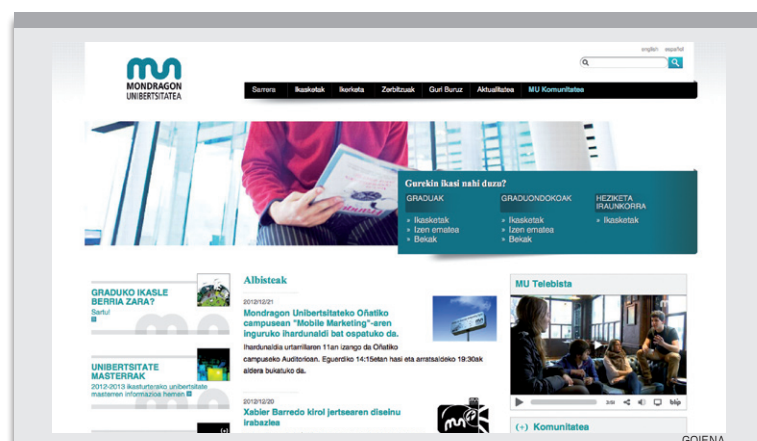 english español
MONDRAGON
UNIBERTSITATEA
Sarrera Ikasketak Ikerketa Zerbitzuak Guri Buruz Aktualitatea MU Komunitatea
Gurekin ikasi nahi duzu?
GRADUAK
» Ikasketak
» Izen ematea
» Bekak
GRADUONDOKOAK
» Ikasketak
» Izen ematea
» Bekak
HEZIKETA
IRAUNKORRA
» Ikasketak
GRADUKO IKASLE
BERRIA ZARA?
Sartu!
UNIBERTSITATE
MASTERRAK
2012-2013 ikasturterako unibertsitate
masterren informazioa hemen
Albisteak
2012/12/21
Mondragon Unibertsitateko Oñatiko
campusean "Mobile Marketing"-aren
inguruko ihardunaldi bat ospatuko da.
Ihardunaldia urtarrilaren 11an izango da Oñatiko
campuseko Auditorioan. Eguerdiko 14:15etan hasi eta arratsaldeko 19:30ak
aldera bukatuko da.
2012/12/20
Xabier Barredo kirol jertsearen diseinu
irabazlea
MU Telebista
blip
(+) Komunitatea
GOIENA